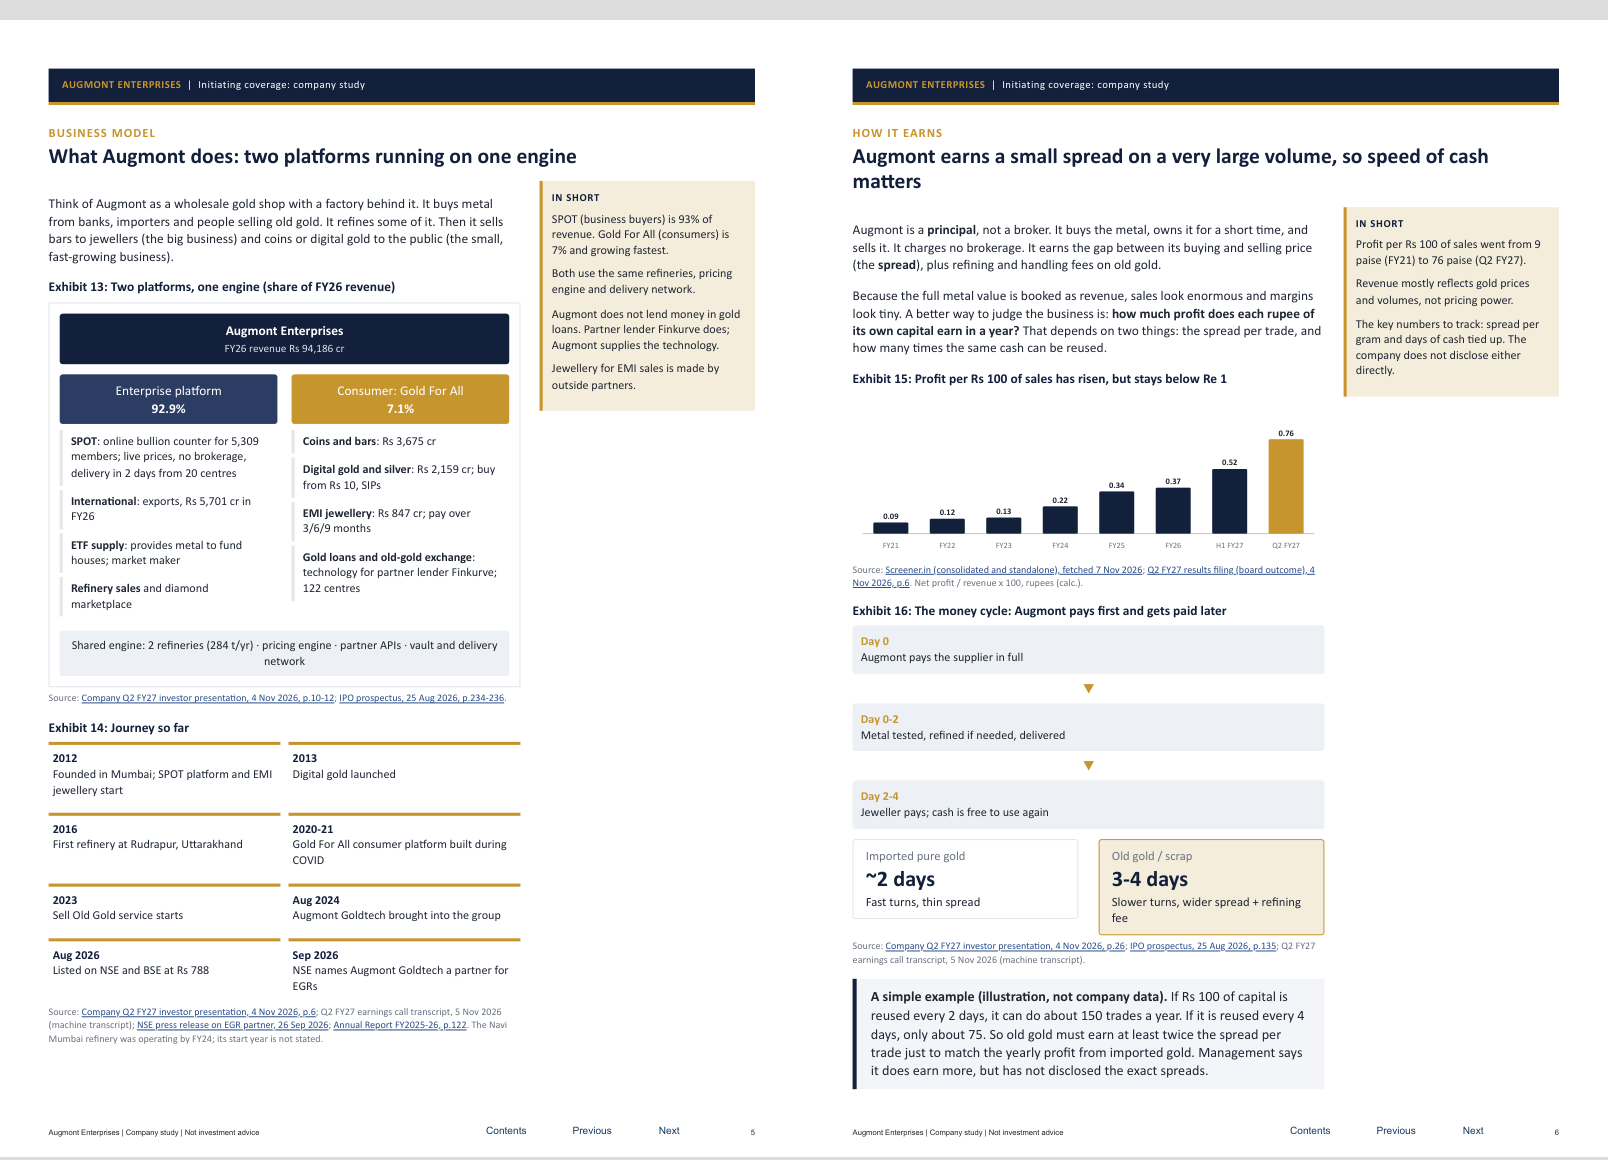 AUGMONT ENTERPRISES | Initiating coverage: company study
BUSINESS MODEL
What Augmont does: two platforms running on one engine
Think of Augmont as a wholesale gold shop with a factory behind it. It buys metal
from banks, importers and people selling old gold. It refines some of it. Then it sells
bars to jewellers (the big business) and coins or digital gold to the public (the small,
fast-growing business).
Exhibit 13: Two platforms, one engine (share of FY26 revenue)
Augmont Enterprises
FY26 revenue Rs 94,186 cr
Enterprise platform
92.9%
SPOT: online bullion counter for 5,309
members; live prices, no brokerage,
delivery in 2 days from 20 centres
International: exports, Rs 5,701 cr in
FY26
ETF supply: provides metal to fund
houses; market maker
Refinery sales and diamond
marketplace
Consumer: Gold For All
7.1%
Coins and bars: Rs 3,675 cr
Digital gold and silver: Rs 2,159 cr; buy
from Rs 10, SIPs
EMI jewellery: Rs 847 cr; pay over
3/6/9 months
Gold loans and old-gold exchange:
technology for partner lender Finkurve;
122 centres
Shared engine: 2 refineries (284 t/yr) · pricing engine · partner APIs · vault and delivery
network
Source: Company Q2 FY27 investor presentation, 4 Nov 2026, p.10-12; IPO prospectus, 25 Aug 2026, p.234-236.
Exhibit 14: Journey so far
2012
Founded in Mumbai; SPOT platform and EMI
jewellery start
2013
Digital gold launched
2016
First refinery at Rudrapur, Uttarakhand
2020-21
Gold For All consumer platform built during
COVID
2023
Sell Old Gold service starts
Aug 2024
Augmont Goldtech brought into the group
Aug 2026
Listed on NSE and BSE at Rs 788
Sep 2026
NSE names Augmont Goldtech a partner for
EGRs
Source: Company Q2 FY27 investor presentation, 4 Nov 2026, p.6; Q2 FY27 earnings call transcript, 5 Nov 2026
(machine transcript); NSE press release on EGR partner, 26 Sep 2026; Annual Report FY2025-26, p.122. The Navi
Mumbai refinery was operating by FY24; its start year is not stated.
IN SHORT
SPOT (business buyers) is 93% of
revenue. Gold For All (consumers) is
7% and growing fastest.
Both use the same refineries, pricing
engine and delivery network.
Augmont does not lend money in gold
loans. Partner lender Finkurve does;
Augmont supplies the technology.
Jewellery for EMI sales is made by
outside partners.
Augmont Enterprises | Company study | Not investment advice
Contents
Previous
Next
5
AUGMONT ENTERPRISES | Initiating coverage: company study
HOW IT EARNS
Augmont earns a small spread on a very large volume, so speed of cash
matters
Augmont is a principal, not a broker. It buys the metal, owns it for a short time, and
sells it. It charges no brokerage. It earns the gap between its buying and selling price
(the spread), plus refining and handling fees on old gold.
Because the full metal value is booked as revenue, sales look enormous and margins
look tiny. A better way to judge the business is: how much profit does each rupee of
its own capital earn in a year? That depends on two things: the spread per trade, and
how many times the same cash can be reused.
Exhibit 15: Profit per Rs 100 of sales has risen, but stays below Re 1
0.09
0.12
0.13
0.22
0.34
0.37
0.52
0.76
FY21
FY22
FY23
FY24
FY25
FY26
H1 FY27
Q2 FY27
Source: Screener.in (consolidated and standalone), fetched 7 Nov 2026; Q2 FY27 results filing (board outcome), 4
Nov 2026, p.6. Net profit / revenue x 100, rupees (calc.).
Exhibit 16: The money cycle: Augmont pays first and gets paid later
Day 0
Augmont pays the supplier in full
Day 0-2
Metal tested, refined if needed, delivered
Day 2-4
Jeweller pays; cash is free to use again
Imported pure gold
~2 days
Fast turns, thin spread
Old gold / scrap
3-4 days
Slower turns, wider spread + refining
fee
Source: Company Q2 FY27 investor presentation, 4 Nov 2026, p.26; IPO prospectus, 25 Aug 2026, p.135; Q2 FY27
earnings call transcript, 5 Nov 2026 (machine transcript).
A simple example (illustration, not company data). If Rs 100 of capital is
reused every 2 days, it can do about 150 trades a year. If it is reused every 4
days, only about 75. So old gold must earn at least twice the spread per
trade just to match the yearly profit from imported gold. Management says
it does earn more, but has not disclosed the exact spreads.
IN SHORT
Profit per Rs 100 of sales went from 9
paise (FY21) to 76 paise (Q2 FY27).
Revenue mostly reflects gold prices
and volumes, not pricing power.
The key numbers to track: spread per
gram and days of cash tied up. The
company does not disclose either
directly.
Augmont Enterprises | Company study | Not investment advice
Contents
Previous
Next
6